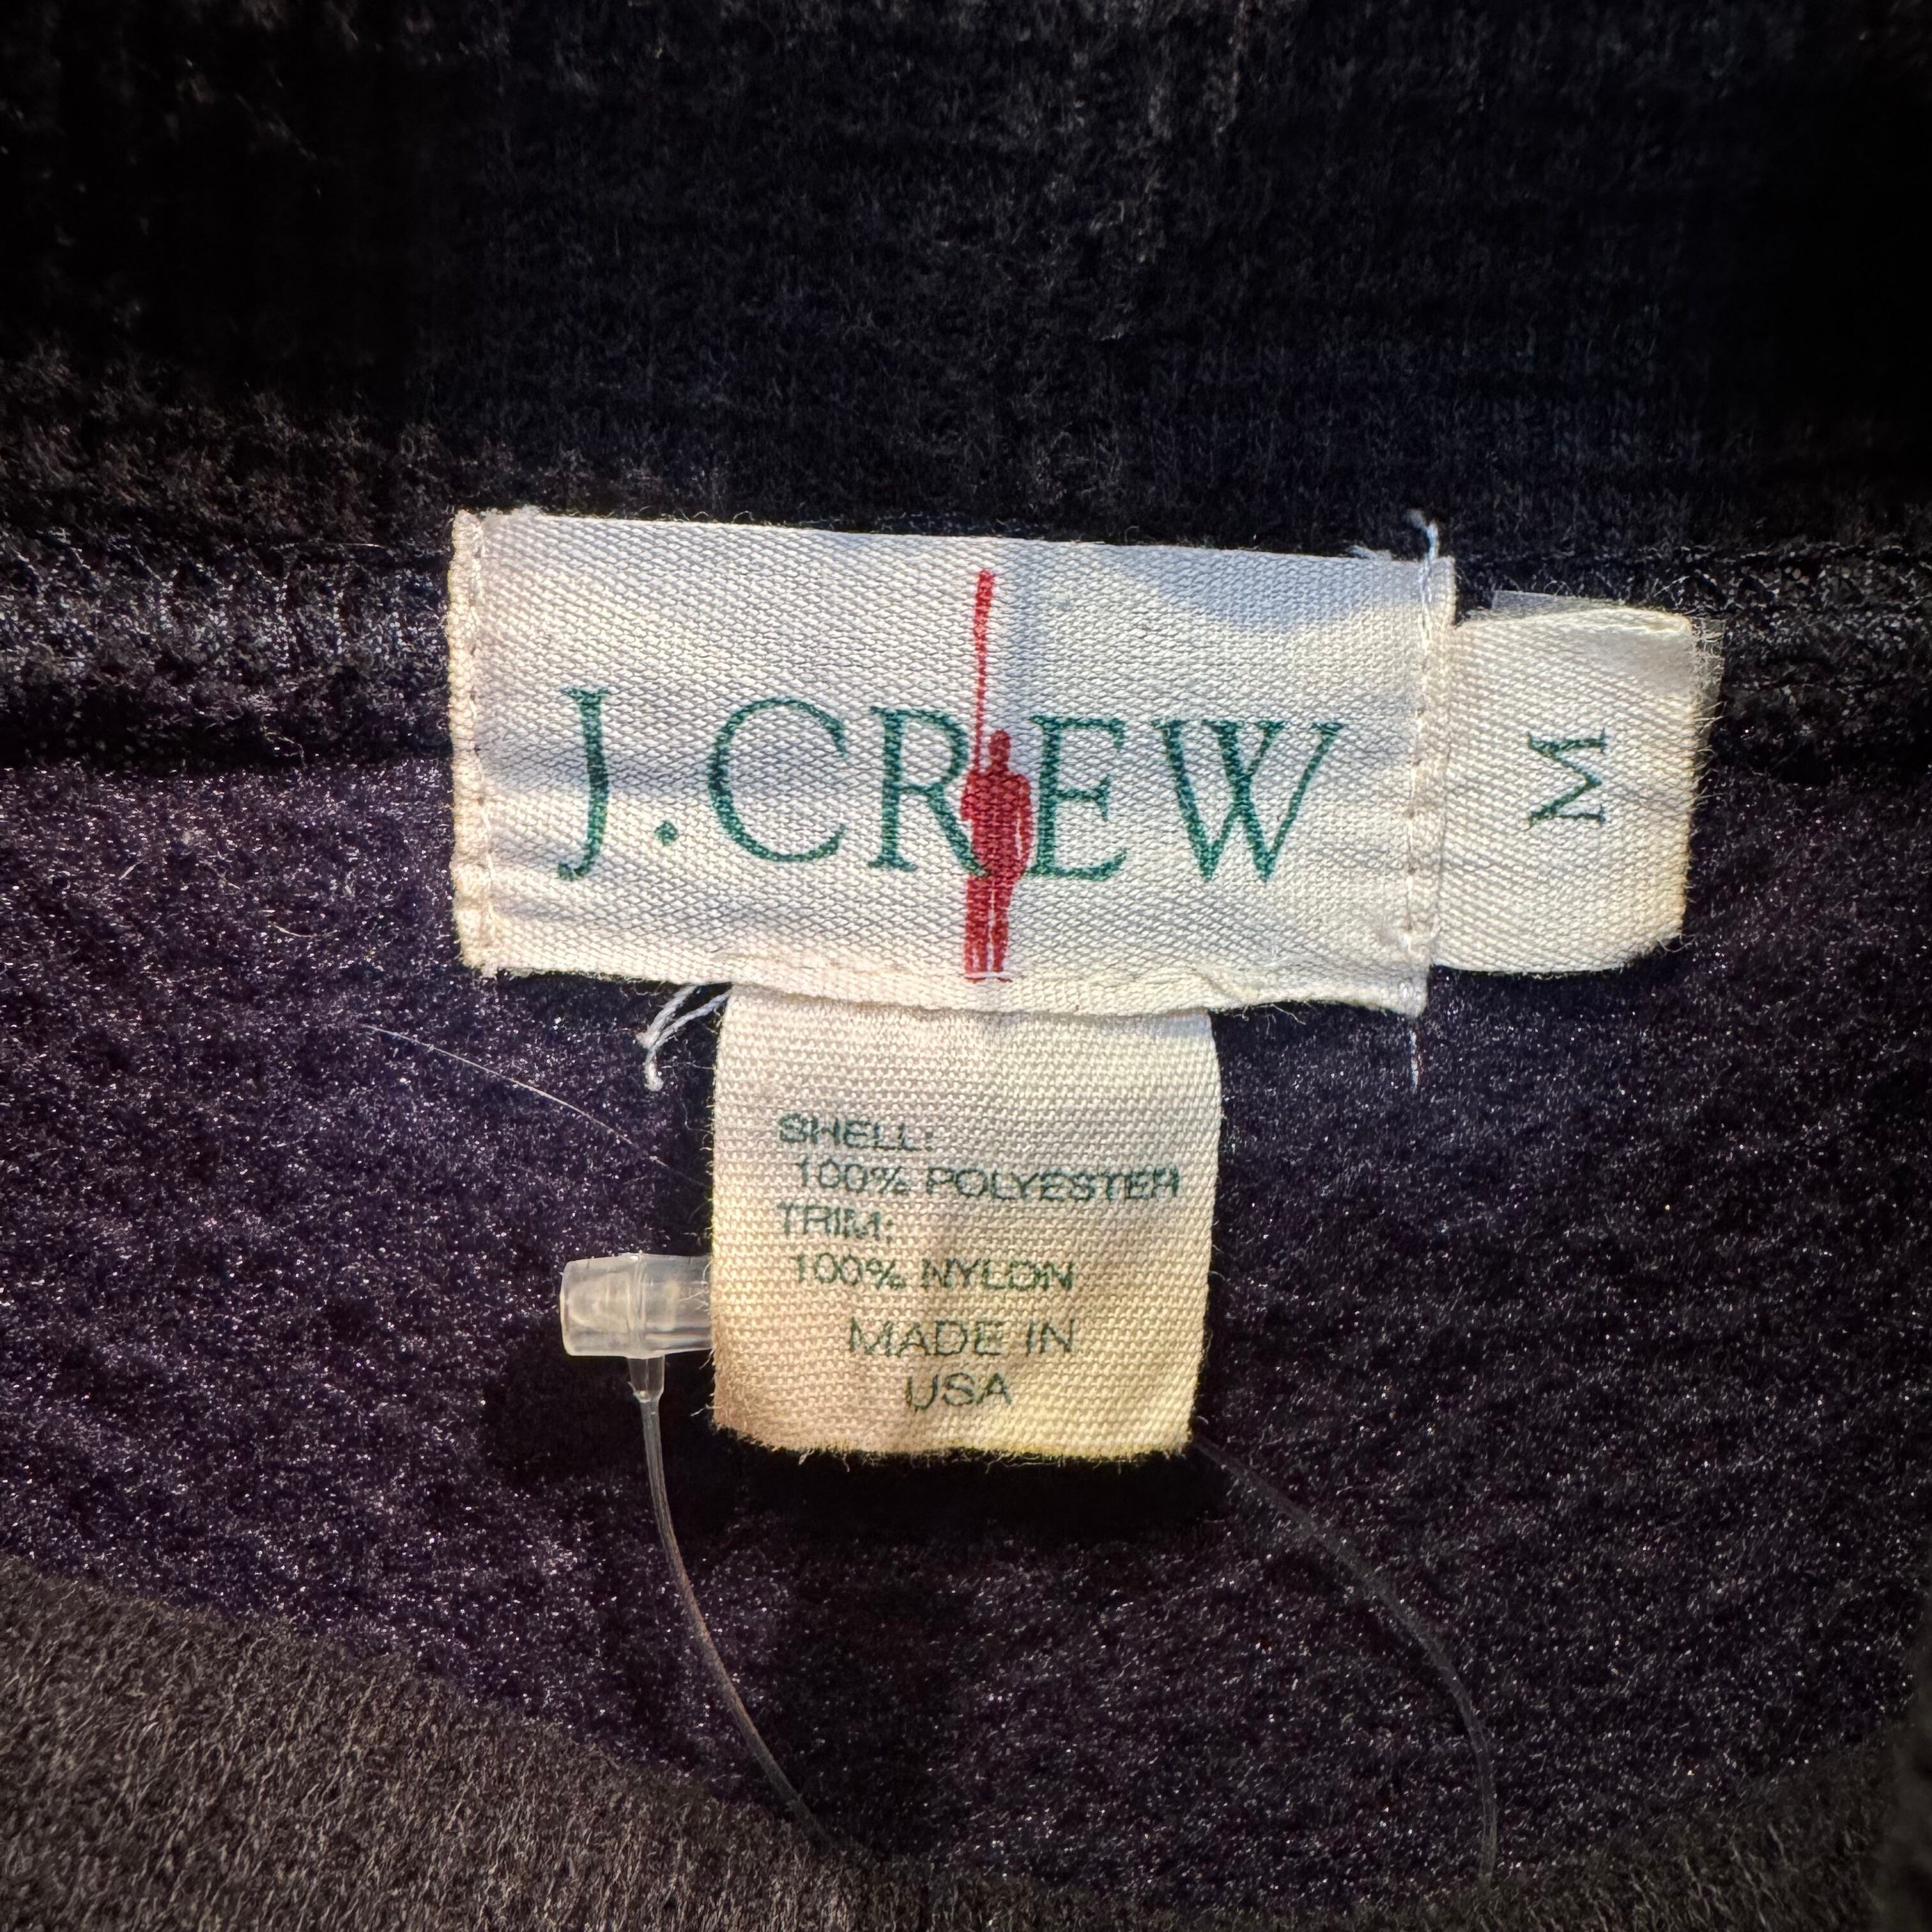 J.CREW
M
SHELL:
100% POLYESTER
TRIM:
100% NYLON
MADE IN
USA